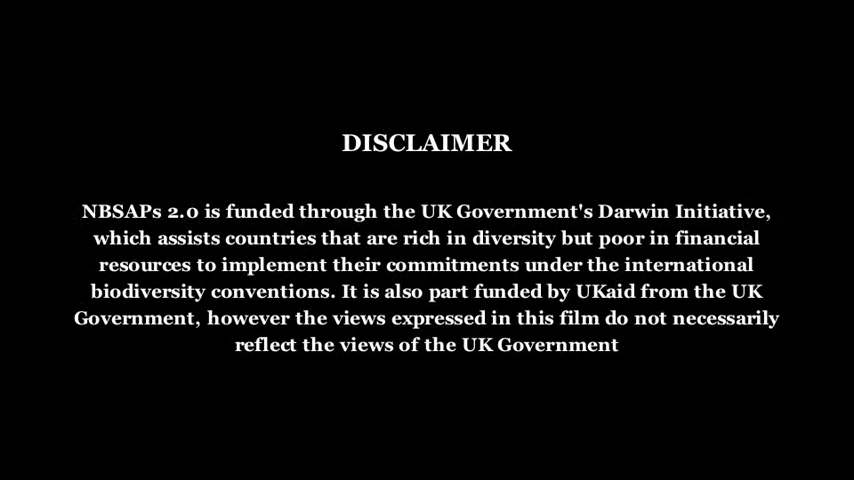 DISCLAIMER
NBSAPs 2.0 is funded through the UK Government's Darwin Initiative,
which assists countries that are rich in diversity but poor in financial
resources to implement their commitments under the international
biodiversity conventions. It is also part funded by UKaid from the UK
Government, however the views expressed in this film do not necessarily
reflect the views of the UK Government